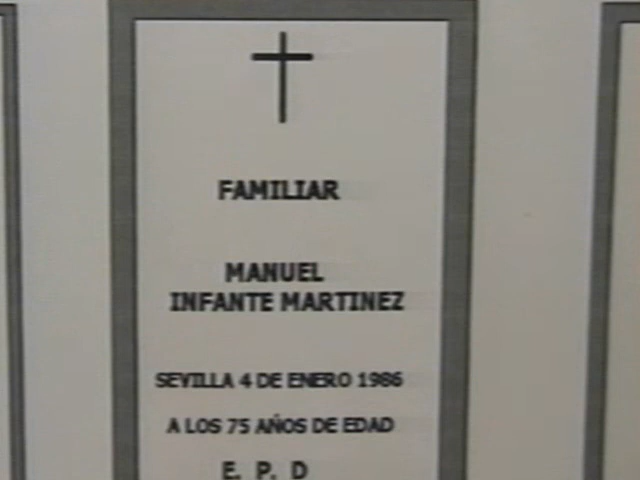 FAMILIAR
MANUEL
INFANTE MARTINEZ
SEVILLA 4 DE ENERO 1986
A LOS 75 AÑOS DE EDAD
E. P. D